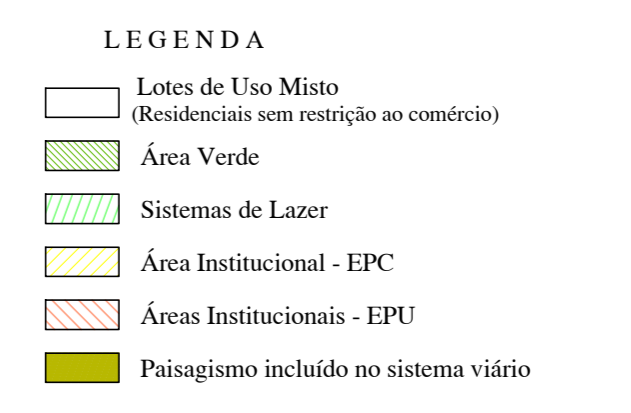 LEGENDA
Lotes de Uso Misto
(Residenciais sem restrição ao comércio)
Área Verde
Sistemas de Lazer
Área Institucional - EPC
Áreas Institucionais - EPU
Paisagismo incluído no sistema viário